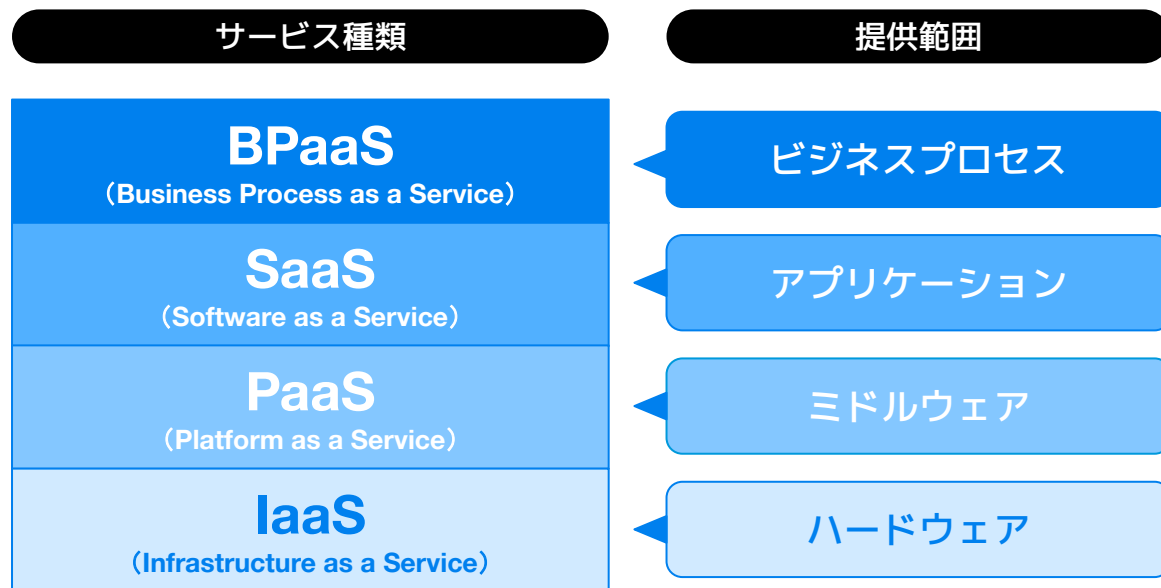 サービス種類
提供範囲
BPaaS
（Business Process as a Service）
ビジネスプロセス
SaaS
（Software as a Service）
アプリケーション
PaaS
（Platform as a Service）
ミドルウェア
IaaS
（Infrastructure as a Service）
ハードウェア